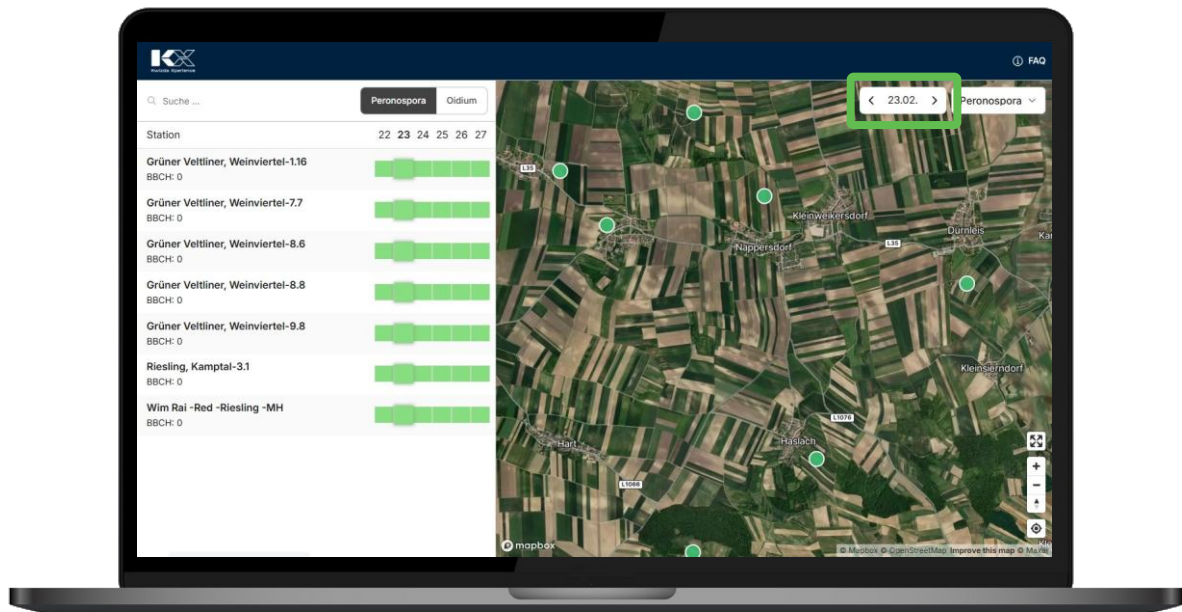 KX
Kwizda Xperience
FAQ
Suche ...
Peronospora
Oidium
23.02.
Peronospora
Station
22 23 24 25 26 27
Grüner Veltliner, Weinviertel-1.16
BBCH: 0
Grüner Veltliner, Weinviertel-7.7
BBCH: 0
Grüner Veltliner, Weinviertel-8.6
BBCH: 0
Grüner Veltliner, Weinviertel-8.8
BBCH: 0
Grüner Veltliner, Weinviertel-9.8
BBCH: 0
Riesling, Kamptal-3.1
BBCH: 0
Wim Rai -Red -Riesling -MH
BBCH: 0
L35
Kleinweikersdorf
Dürnleis
Ka
Nappersdorf
L35
Kleinsierndorf
L1076
Haslach
Hart
L1066
mapbox
© Mapbox © OpenStreetMap Improve this map © Maxar